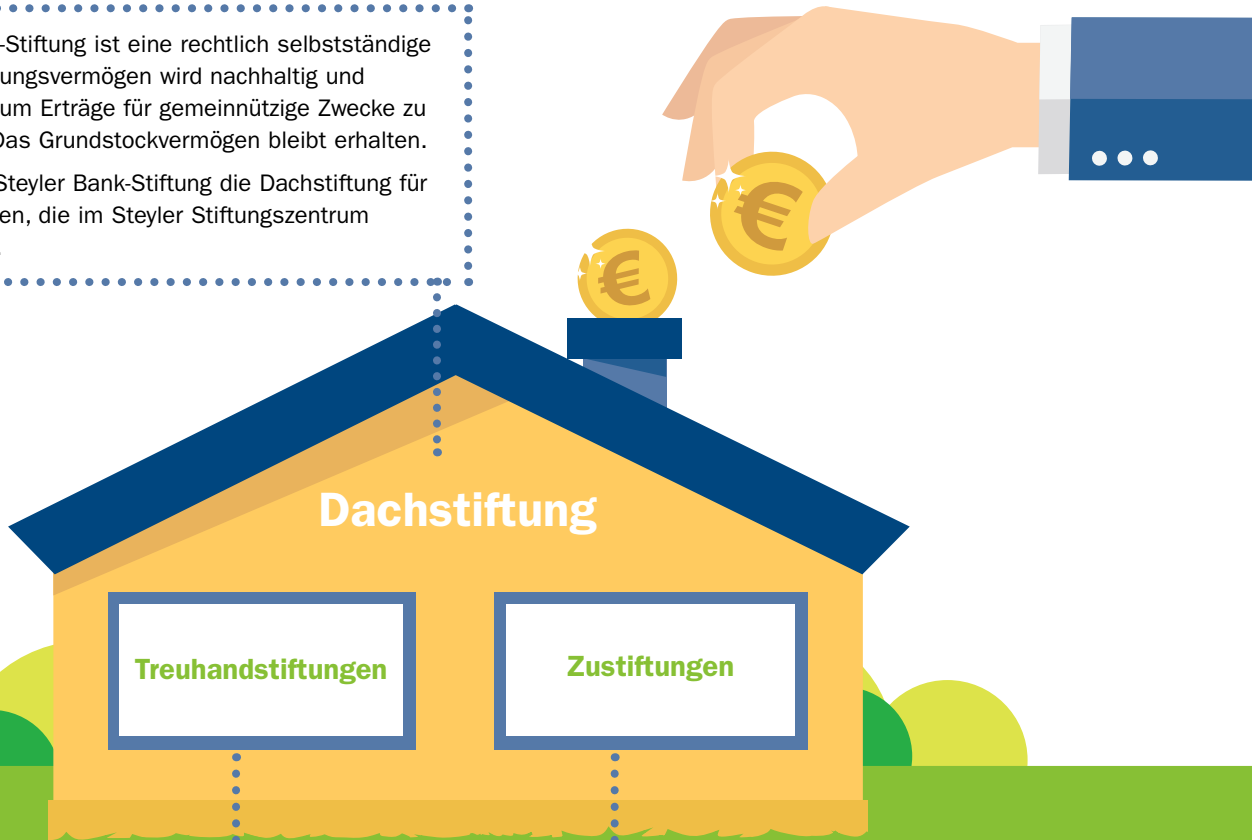 -Stiftung ist eine rechtlich selbstständige
ungsvermögen wird nachhaltig und
um Erträge für gemeinnützige Zwecke zu
Das Grundstockvermögen bleibt erhalten.
Steyler Bank-Stiftung die Dachstiftung für
en, die im Steyler Stiftungszentrum
€
€
Dachstiftung
Treuhandstiftungen
Zustiftungen